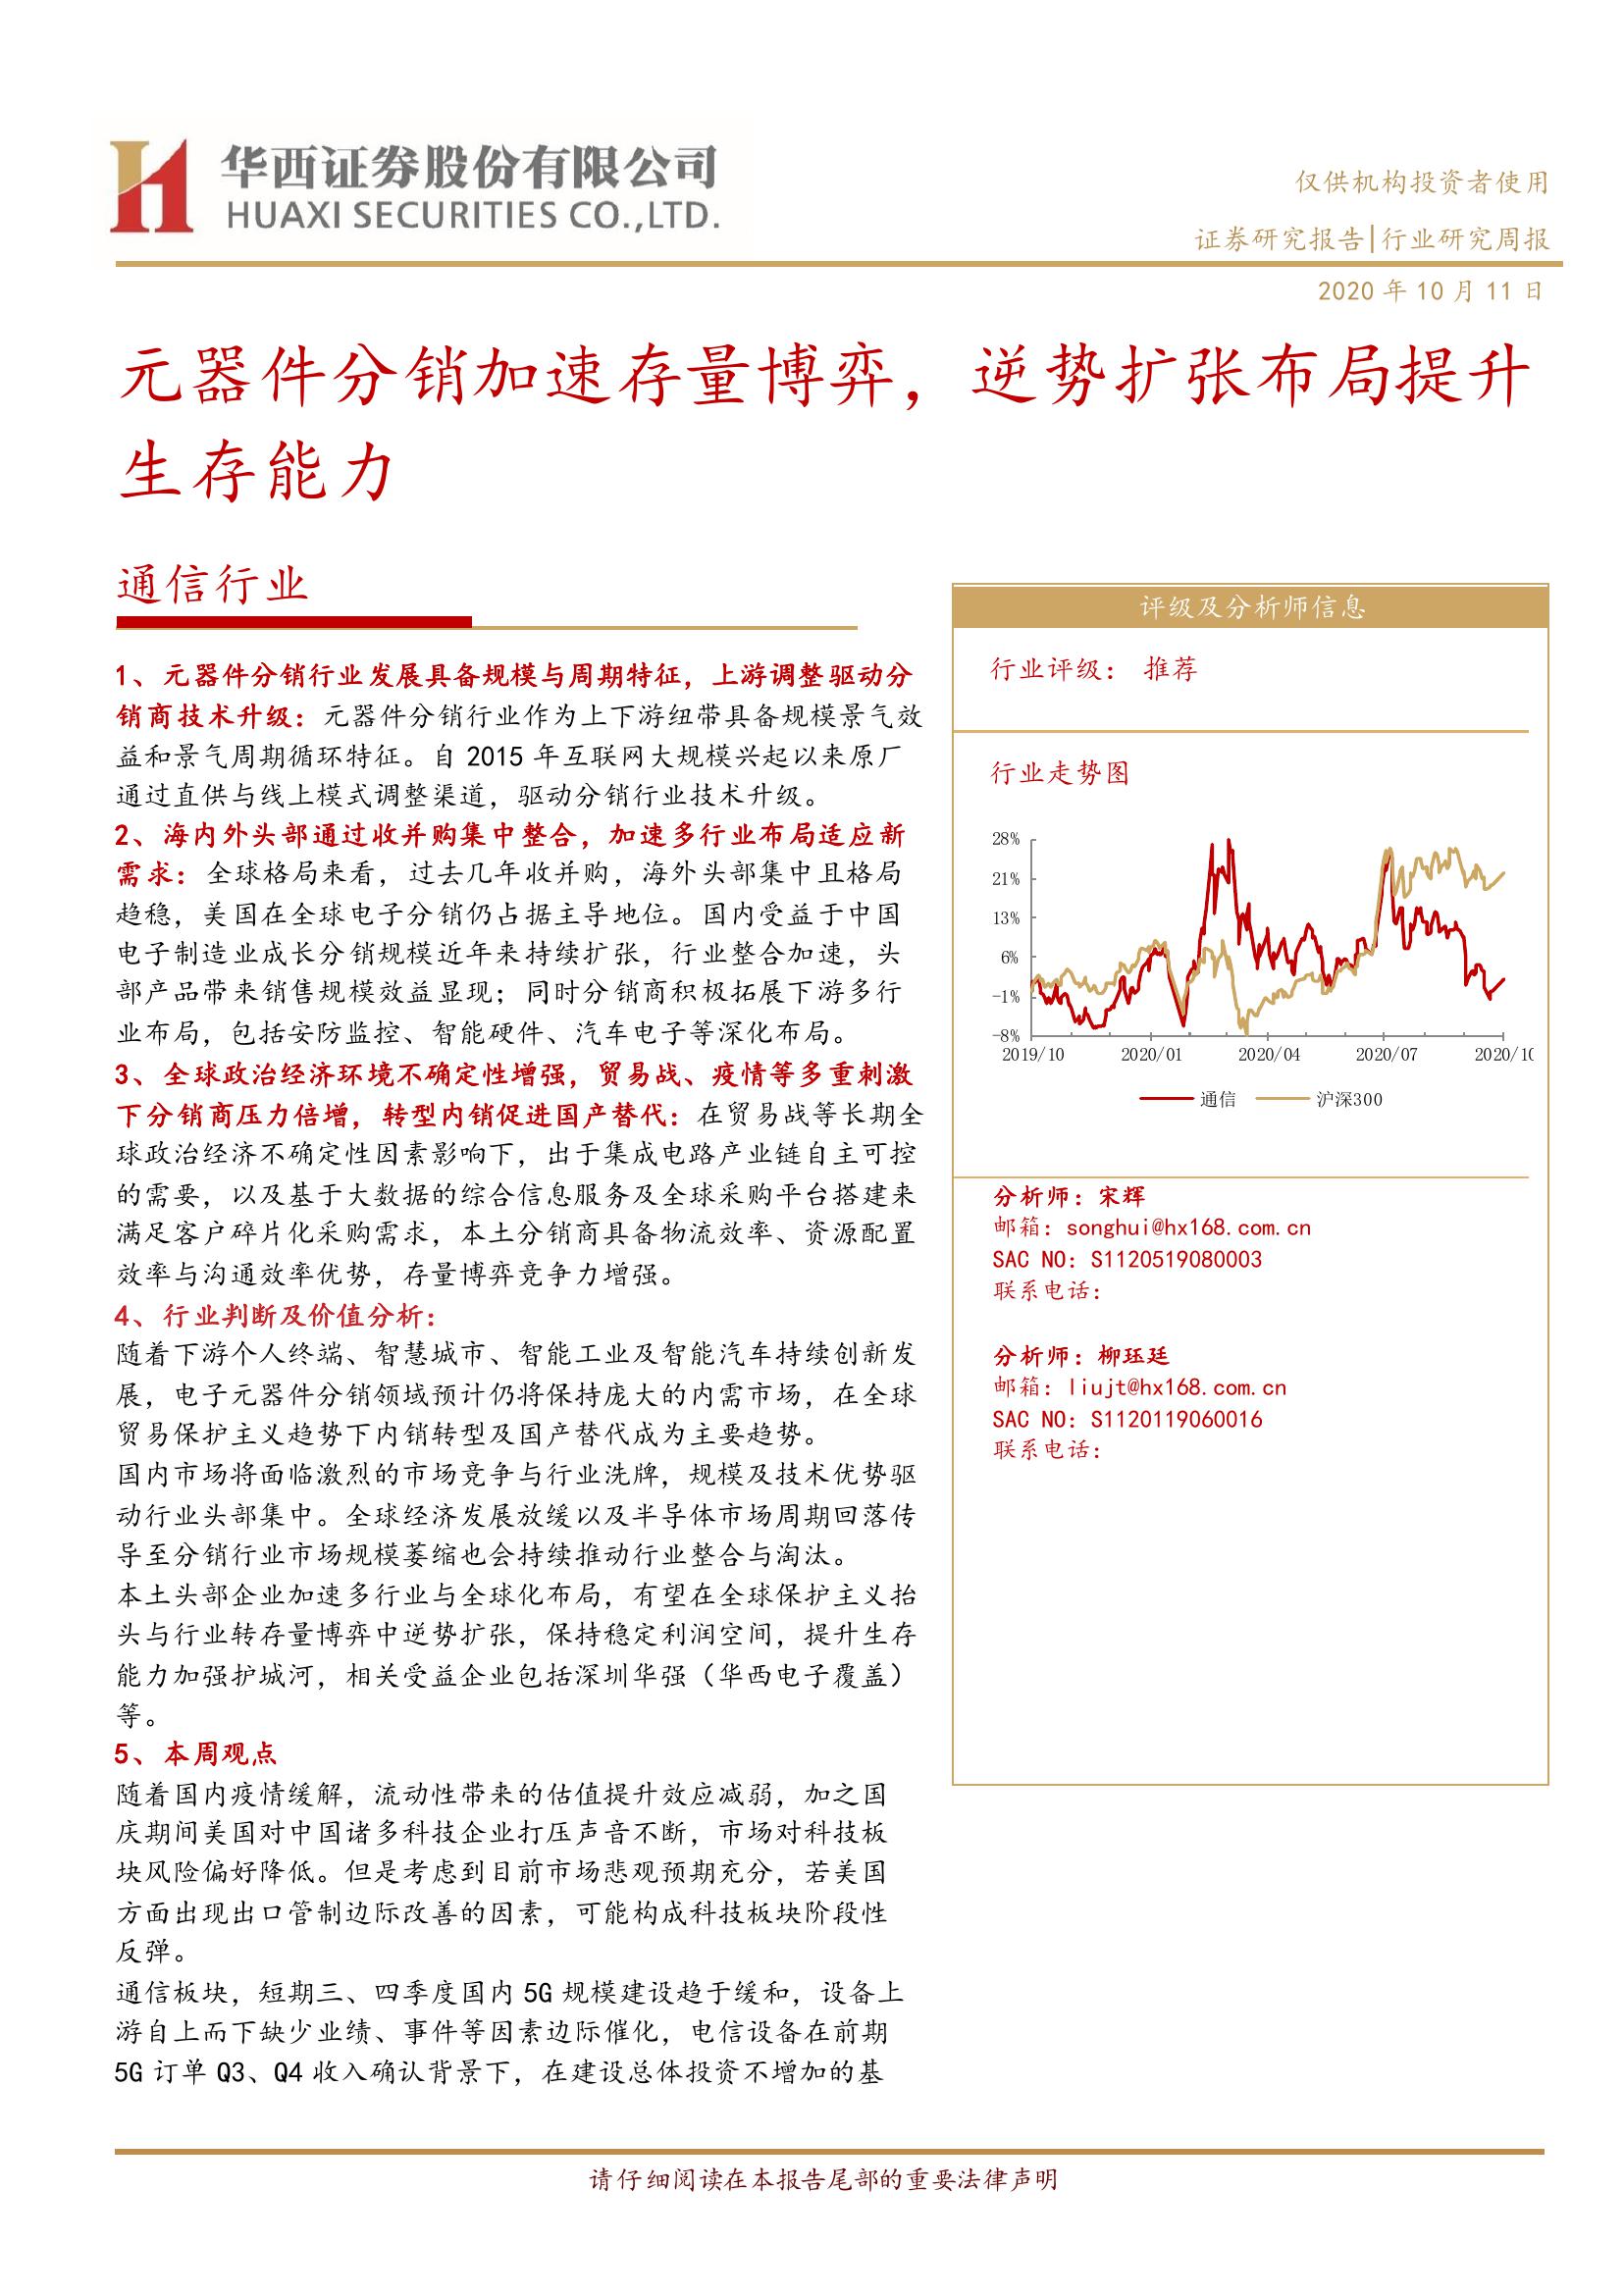 华西证券股份有限公司
HUAXI SECURITIES CO.,LTD.
仅供机构投资者使用
证券研究报告|行业研究周报
2020 年 10 月 11 日
元器件分销加速存量博弈，逆势扩张布局提升
生存能力
通信行业
1、元器件分销行业发展具备规模与周期特征，上游调整驱动分
销商技术升级：元器件分销行业作为上下游纽带具备规模景气效
益和景气周期循环特征。自 2015 年互联网大规模兴起以来原厂
通过直供与线上模式调整渠道，驱动分销行业技术升级。
2、海内外头部通过收并购集中整合，加速多行业布局适应新
需求：全球格局来看，过去几年收并购，海外头部集中且格局
趋稳，美国在全球电子分销仍占据主导地位。国内受益于中国
电子制造业成长分销规模近年来持续扩张，行业整合加速，头
部产品带来销售规模效益显现；同时分销商积极拓展下游多行
业布局，包括安防监控、智能硬件、汽车电子等深化布局。
3、全球政治经济环境不确定性增强，贸易战、疫情等多重刺激
下分销商压力倍增，转型内销促进国产替代：在贸易战等长期全
球政治经济不确定性因素影响下，出于集成电路产业链自主可控
的需要，以及基于大数据的综合信息服务及全球采购平台搭建来
满足客户碎片化采购需求，本土分销商具备物流效率、资源配置
效率与沟通效率优势，存量博弈竞争力增强。
4、行业判断及价值分析：
随着下游个人终端、智慧城市、智能工业及智能汽车持续创新发
展，电子元器件分销领域预计仍将保持庞大的内需市场，在全球
贸易保护主义趋势下内销转型及国产替代成为主要趋势。
国内市场将面临激烈的市场竞争与行业洗牌，规模及技术优势驱
动行业头部集中。全球经济发展放缓以及半导体市场周期回落传
导至分销行业市场规模萎缩也会持续推动行业整合与淘汰。
本土头部企业加速多行业与全球化布局，有望在全球保护主义抬
头与行业转存量博弈中逆势扩张，保持稳定利润空间，提升生存
能力加强护城河，相关受益企业包括深圳华强（华西电子覆盖）
等。
5、本周观点
随着国内疫情缓解，流动性带来的估值提升效应减弱，加之国
庆期间美国对中国诸多科技企业打压声音不断，市场对科技板
块风险偏好降低。但是考虑到目前市场悲观预期充分，若美国
方面出现出口管制边际改善的因素，可能构成科技板块阶段性
反弹。
通信板块，短期三、四季度国内 5G 规模建设趋于缓和，设备上
游自上而下缺少业绩、事件等因素边际催化，电信设备在前期
5G 订单 Q3、Q4 收入确认背景下，在建设总体投资不增加的基
评级及分析师信息
行业评级： 推荐
行业走势图
28%
21%
13%
6%
-1%
-8%
2019/10 2020/01 2020/04 2020/07 2020/10
通信 沪深300
分析师：宋辉
邮箱：songhui@hx168.com.cn
SAC NO：S1120519080003
联系电话：
分析师：柳珏廷
邮箱：liujt@hx168.com.cn
SAC NO：S1120119060016
联系电话：
请仔细阅读在本报告尾部的重要法律声明